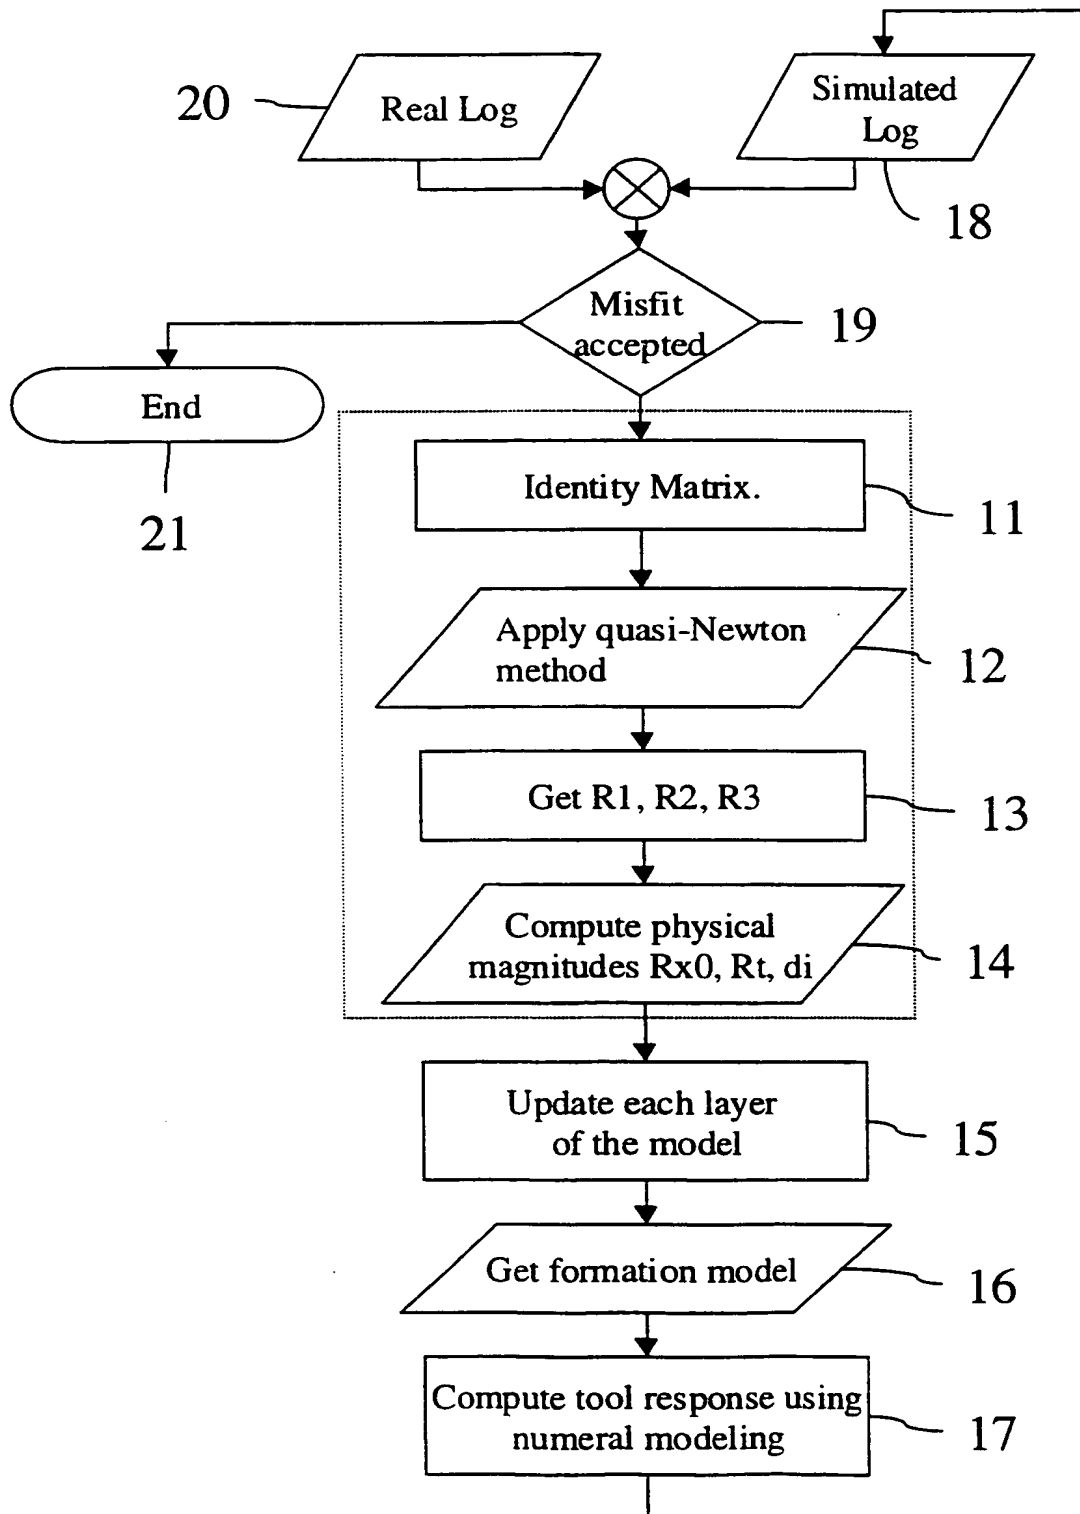 20
Real Log
Simulated
Log
18
Misfit
accepted
19
End
21
Identity Matrix.
11
Apply quasi-Newton
method
12
Get R1, R2, R3
13
Compute physical
magnitudes Rx0, Rt, di
14
Update each layer
of the model
15
Get formation model
16
Compute tool response using
numeral modeling
17